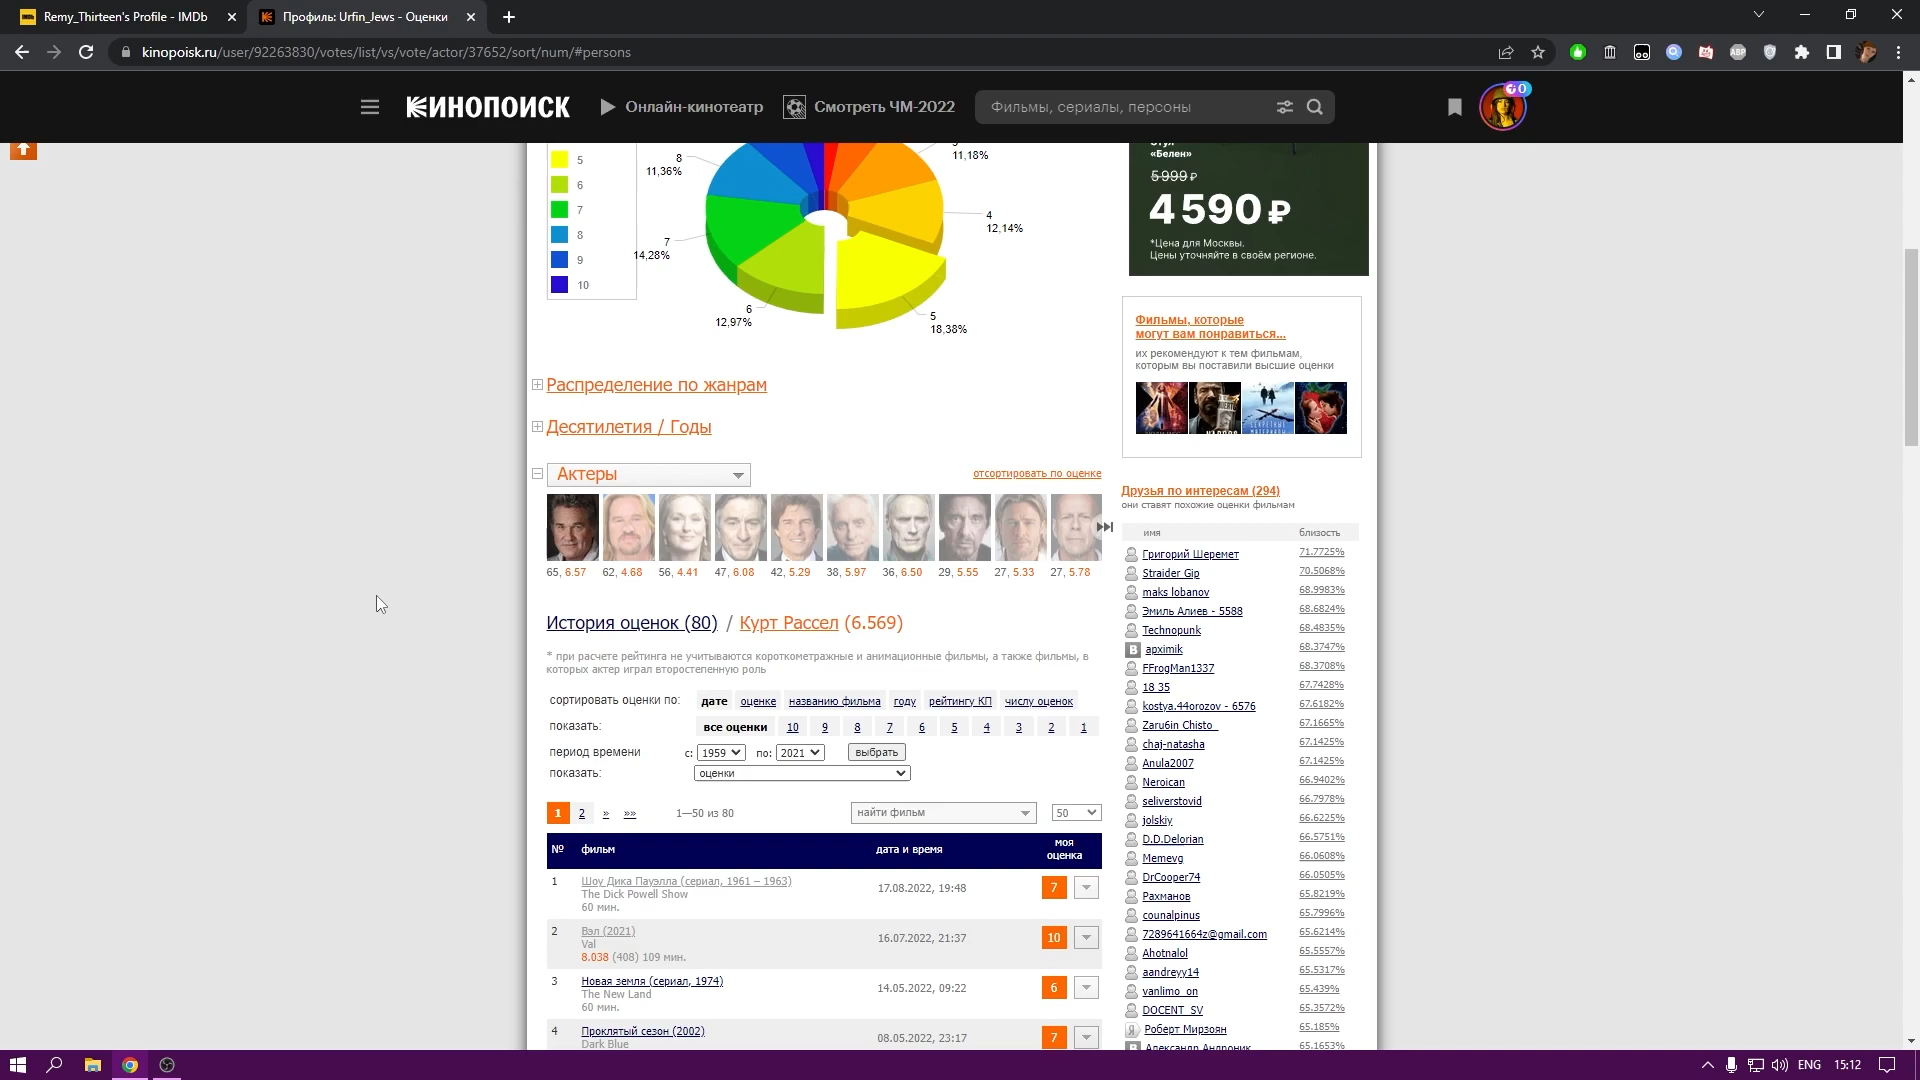 Remy_Thirteen's Profile - IMDb
Профиль: Urfin_Jews - Оценки
kinopoisk.ru/user/92263830/votes/list/vs/vote/actor/37652/sort/num/#persons
ABP
КИНОПОИСК
Онлайн-кинотеатр
Смотреть ЧМ-2022
Фильмы, сериалы, персоны
0
5
6
7
8
9
10
8
11,36%
11,18%
4
12,14%
7
14,28%
6
12,97%
5
18,38%
«Белен»
5 999 ₽
4 590 ₽
*Цена для Москвы.
Цены уточняйте в своём регионе.
Фильмы, которые
могут вам понравиться...
их рекомендуют к тем фильмам,
которым вы поставили высшие оценки
Распределение по жанрам
Десятилетия / Годы
Актеры
отсортировать по оценке
65, 6.57
62, 4.68
56, 4.41
47, 6.08
42, 5.29
38, 5.97
36, 6.50
29, 5.55
27, 5.33
27, 5.78
История оценок (80) / Курт Рассел (6.569)
* при расчете рейтинга не учитываются короткометражные и анимационные фильмы, а также фильмы, в
которых актер играл второстепенную роль
сортировать оценки по: дате оценке названию фильма году рейтингу КП числу оценок
показать: все оценки 10 9 8 7 6 5 4 3 2 1
период времени с: 1959 по: 2021 выбрать
показать: оценки
1 2 » »» 1—50 из 80 найти фильм 50
№ фильм дата и время моя
оценка
1 Шоу Дика Пауэлла (сериал, 1961 – 1963)
The Dick Powell Show
60 мин.
17.08.2022, 19:48
7
2 Вэл (2021)
Val
8.038 (408) 109 мин.
16.07.2022, 21:37
10
3 Новая земля (сериал, 1974)
The New Land
60 мин.
14.05.2022, 09:22
6
4 Проклятый сезон (2002)
Dark Blue
08.05.2022, 23:17
7
Друзья по интересам (294)
они ставят похожие оценки фильмам
имя близость
Григорий Шеремет 71.7725%
Straider Gip 70.5068%
maks lobanov 68.9983%
Эмиль Алиев - 5588 68.6824%
Technopunk 68.4835%
apximik 68.3747%
FFrogMan1337 68.3708%
18 35 67.7428%
kostya.44orozov - 6576 67.6182%
Zaru6in Chisto_ 67.1665%
chaj-natasha 67.1425%
Anula2007 67.1425%
Neroican 66.9402%
seliverstovid 66.7978%
jolskiy 66.6225%
D.D.Delorian 66.5751%
Memevg 66.0608%
DrCooper74 66.0505%
Рахманов 65.8219%
counalpinus 65.7996%
7289641664z@gmail.com 65.6214%
Ahotnalol 65.5557%
aandreyy14 65.5317%
vanlimo_on 65.439%
DOCENT_SV 65.3572%
Роберт Мирзоян 65.185%
Александр Андроник 65.1653%
ENG
15:12